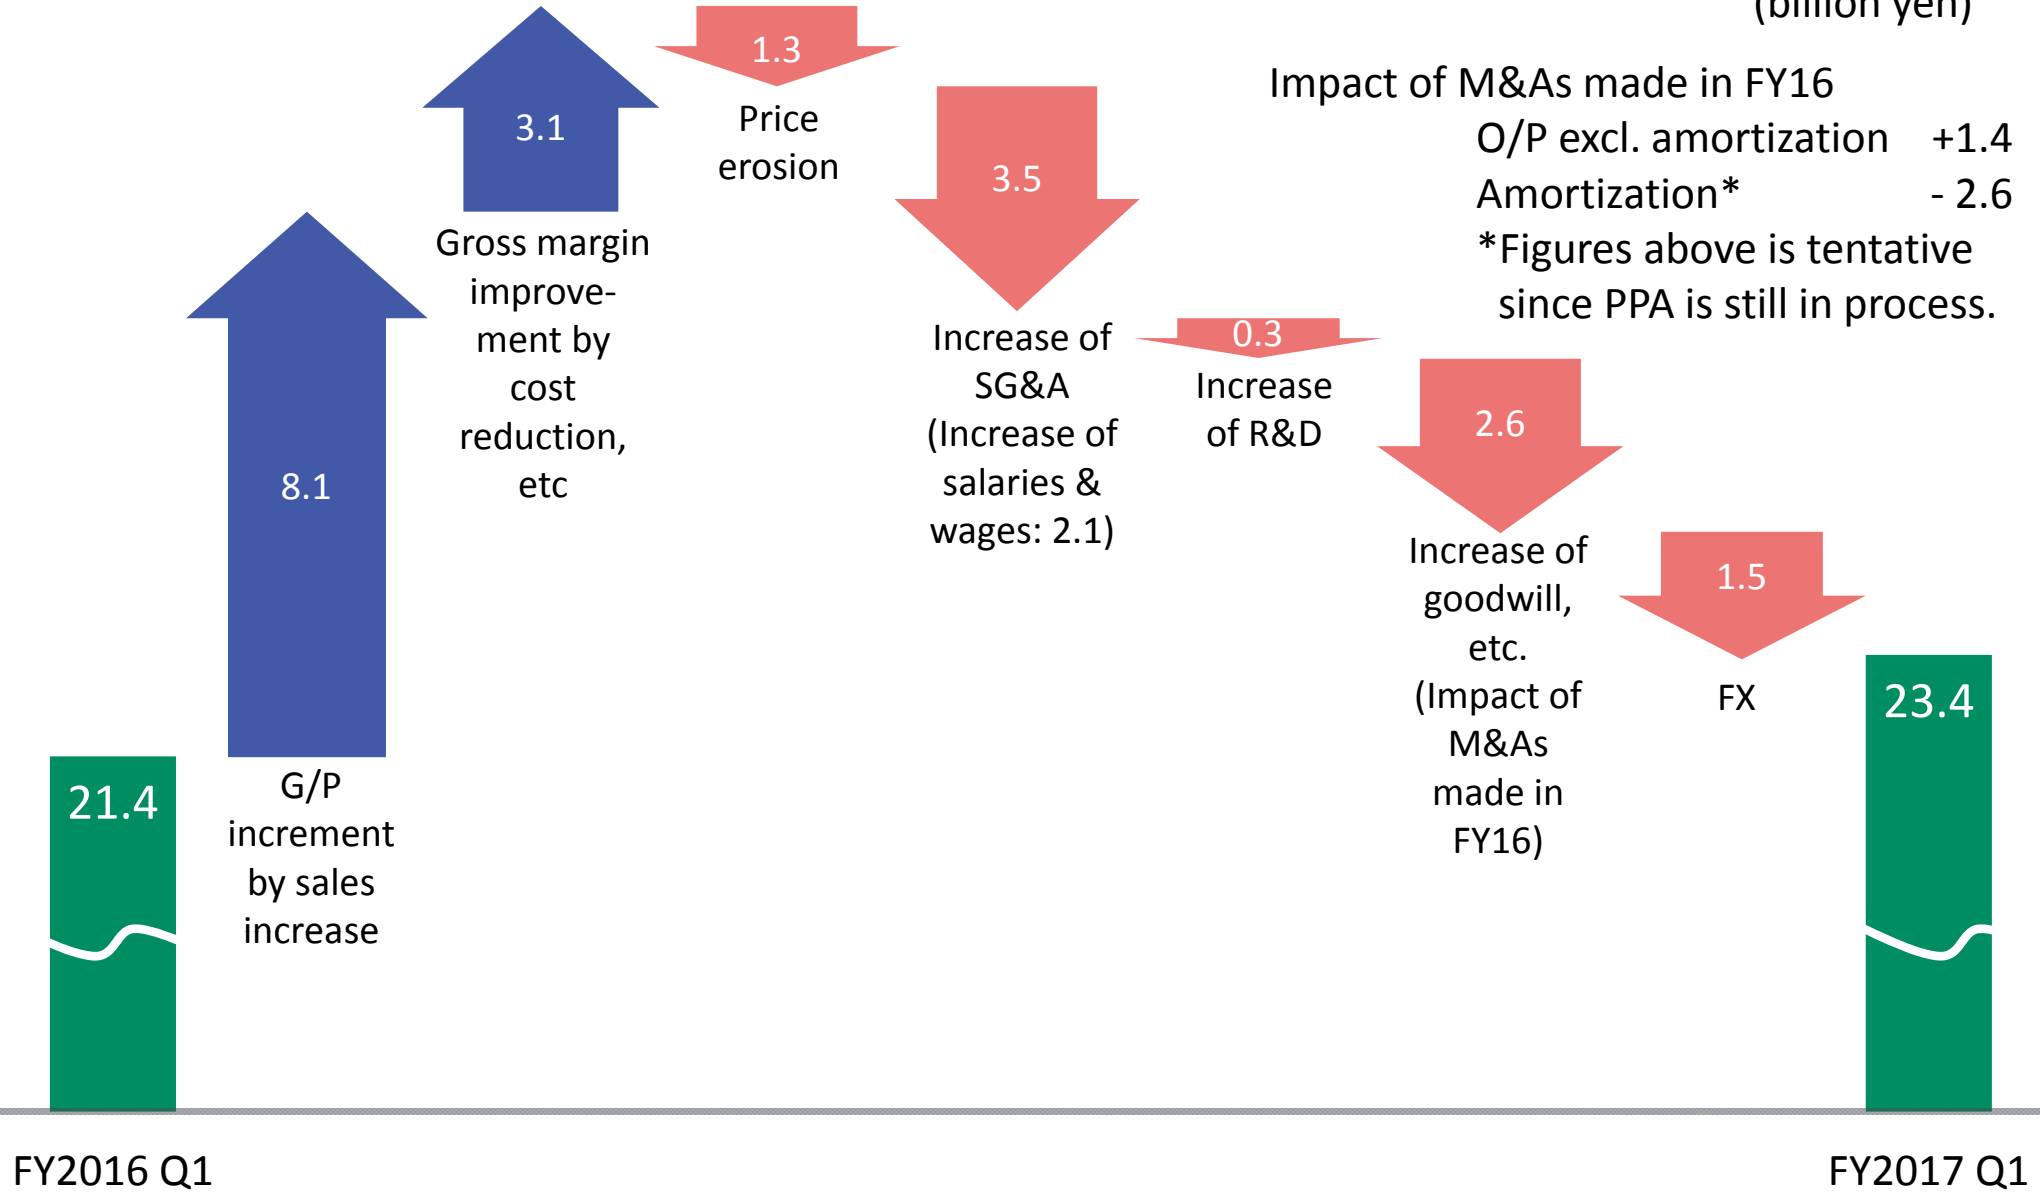 (billion yen)
1.3
Price
erosion
3.1
Gross margin
improve-
ment by
cost
reduction,
etc
8.1
G/P
increment
by sales
increase
21.4
3.5
Increase of
SG&A
(Increase of
salaries &
wages: 2.1)
0.3
Increase
of R&D
2.6
Increase of
goodwill,
etc.
(Impact of
M&As
made in
FY16)
1.5
FX
23.4
Impact of M&As made in FY16
O/P excl. amortization +1.4
Amortization* - 2.6
*Figures above is tentative
since PPA is still in process.
FY2016 Q1
FY2017 Q1